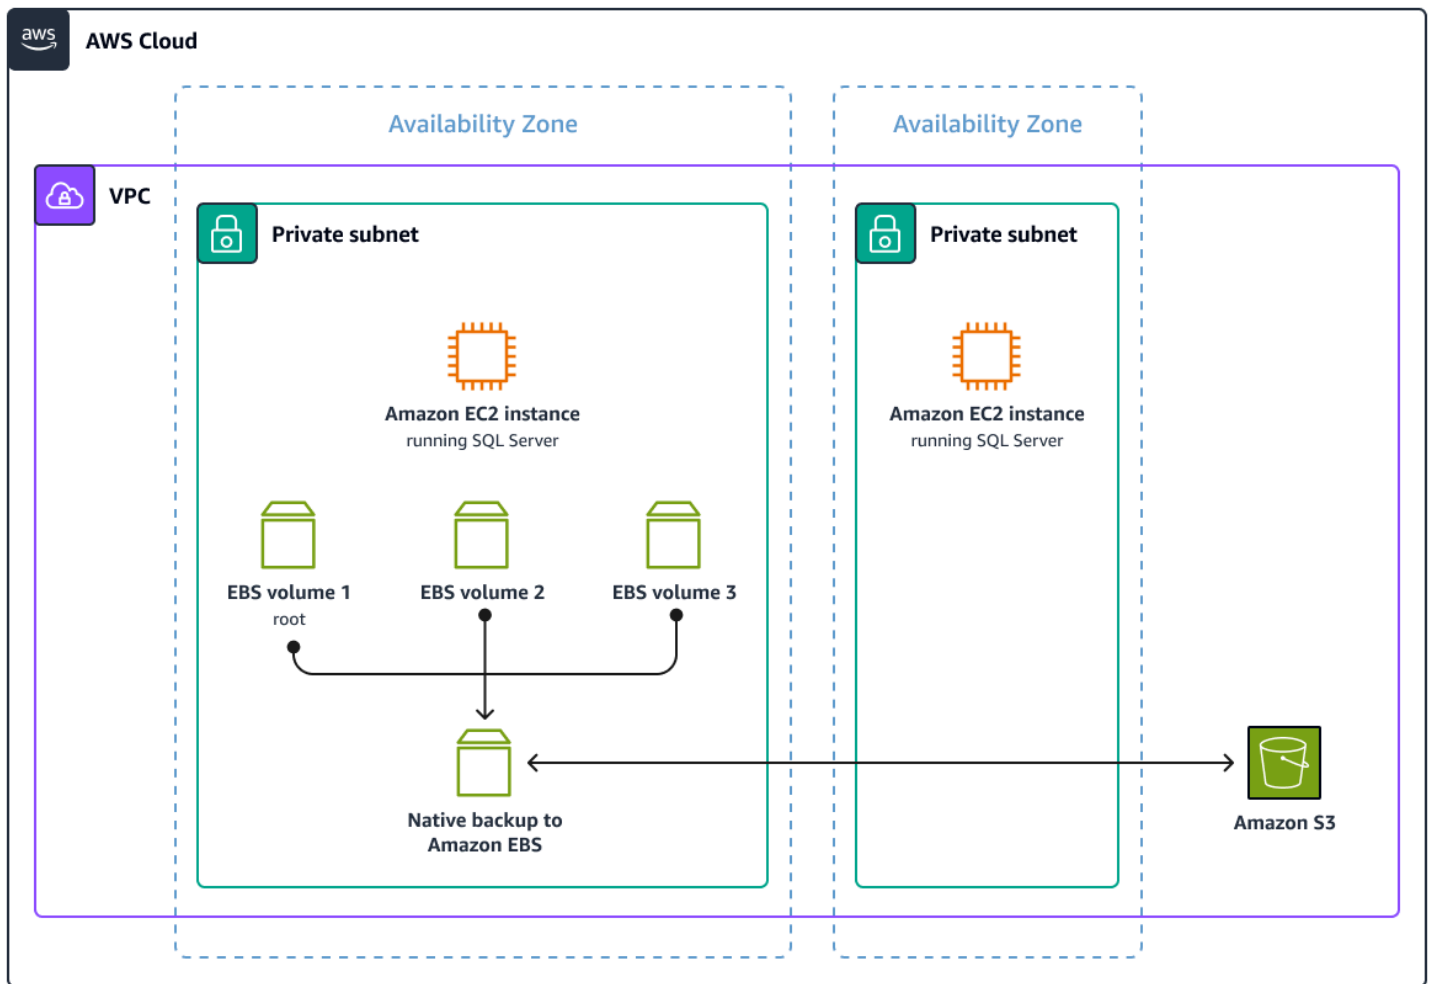 aws
AWS Cloud
Availability Zone
Availability Zone
VPC
Private subnet
Private subnet
Amazon EC2 instance
running SQL Server
Amazon EC2 instance
running SQL Server
EBS volume 1
root
EBS volume 2
EBS volume 3
Native backup to
Amazon EBS
Amazon S3